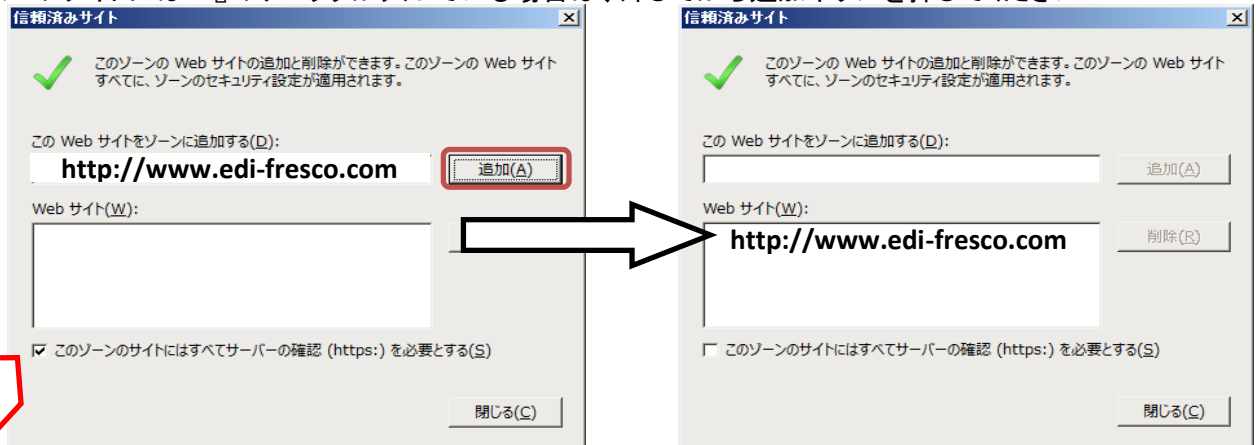 信頼済みサイト
このゾーンの Web サイトの追加と削除ができます。このゾーンの Web サイト
すべてに、ゾーンのセキュリティ設定が適用されます。
この Web サイトをゾーンに追加する(D):
http://www.edi-fresco.com
追加(A)
Web サイト(W):
このゾーンのサイトにはすべてサーバーの確認 (https:) を必要とする(S)
閉じる(C)
信頼済みサイト
このゾーンの Web サイトの追加と削除ができます。このゾーンの Web サイト
すべてに、ゾーンのセキュリティ設定が適用されます。
この Web サイトをゾーンに追加する(D):
追加(A)
Web サイト(W):
http://www.edi-fresco.com
削除(R)
このゾーンのサイトにはすべてサーバーの確認 (https:) を必要とする(S)
閉じる(C)